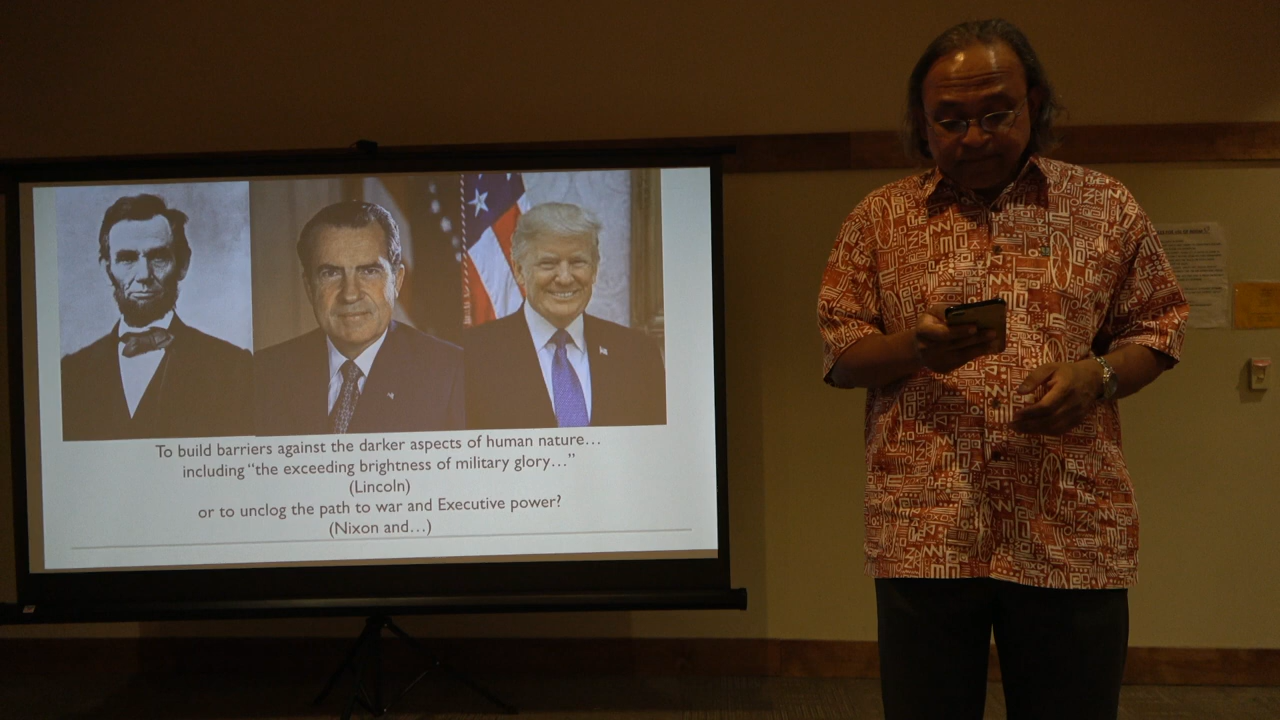 To build barriers against the darker aspects of human nature…
including “the exceeding brightness of military glory…”
(Lincoln)
or to unclog the path to war and Executive power?
(Nixon and…)